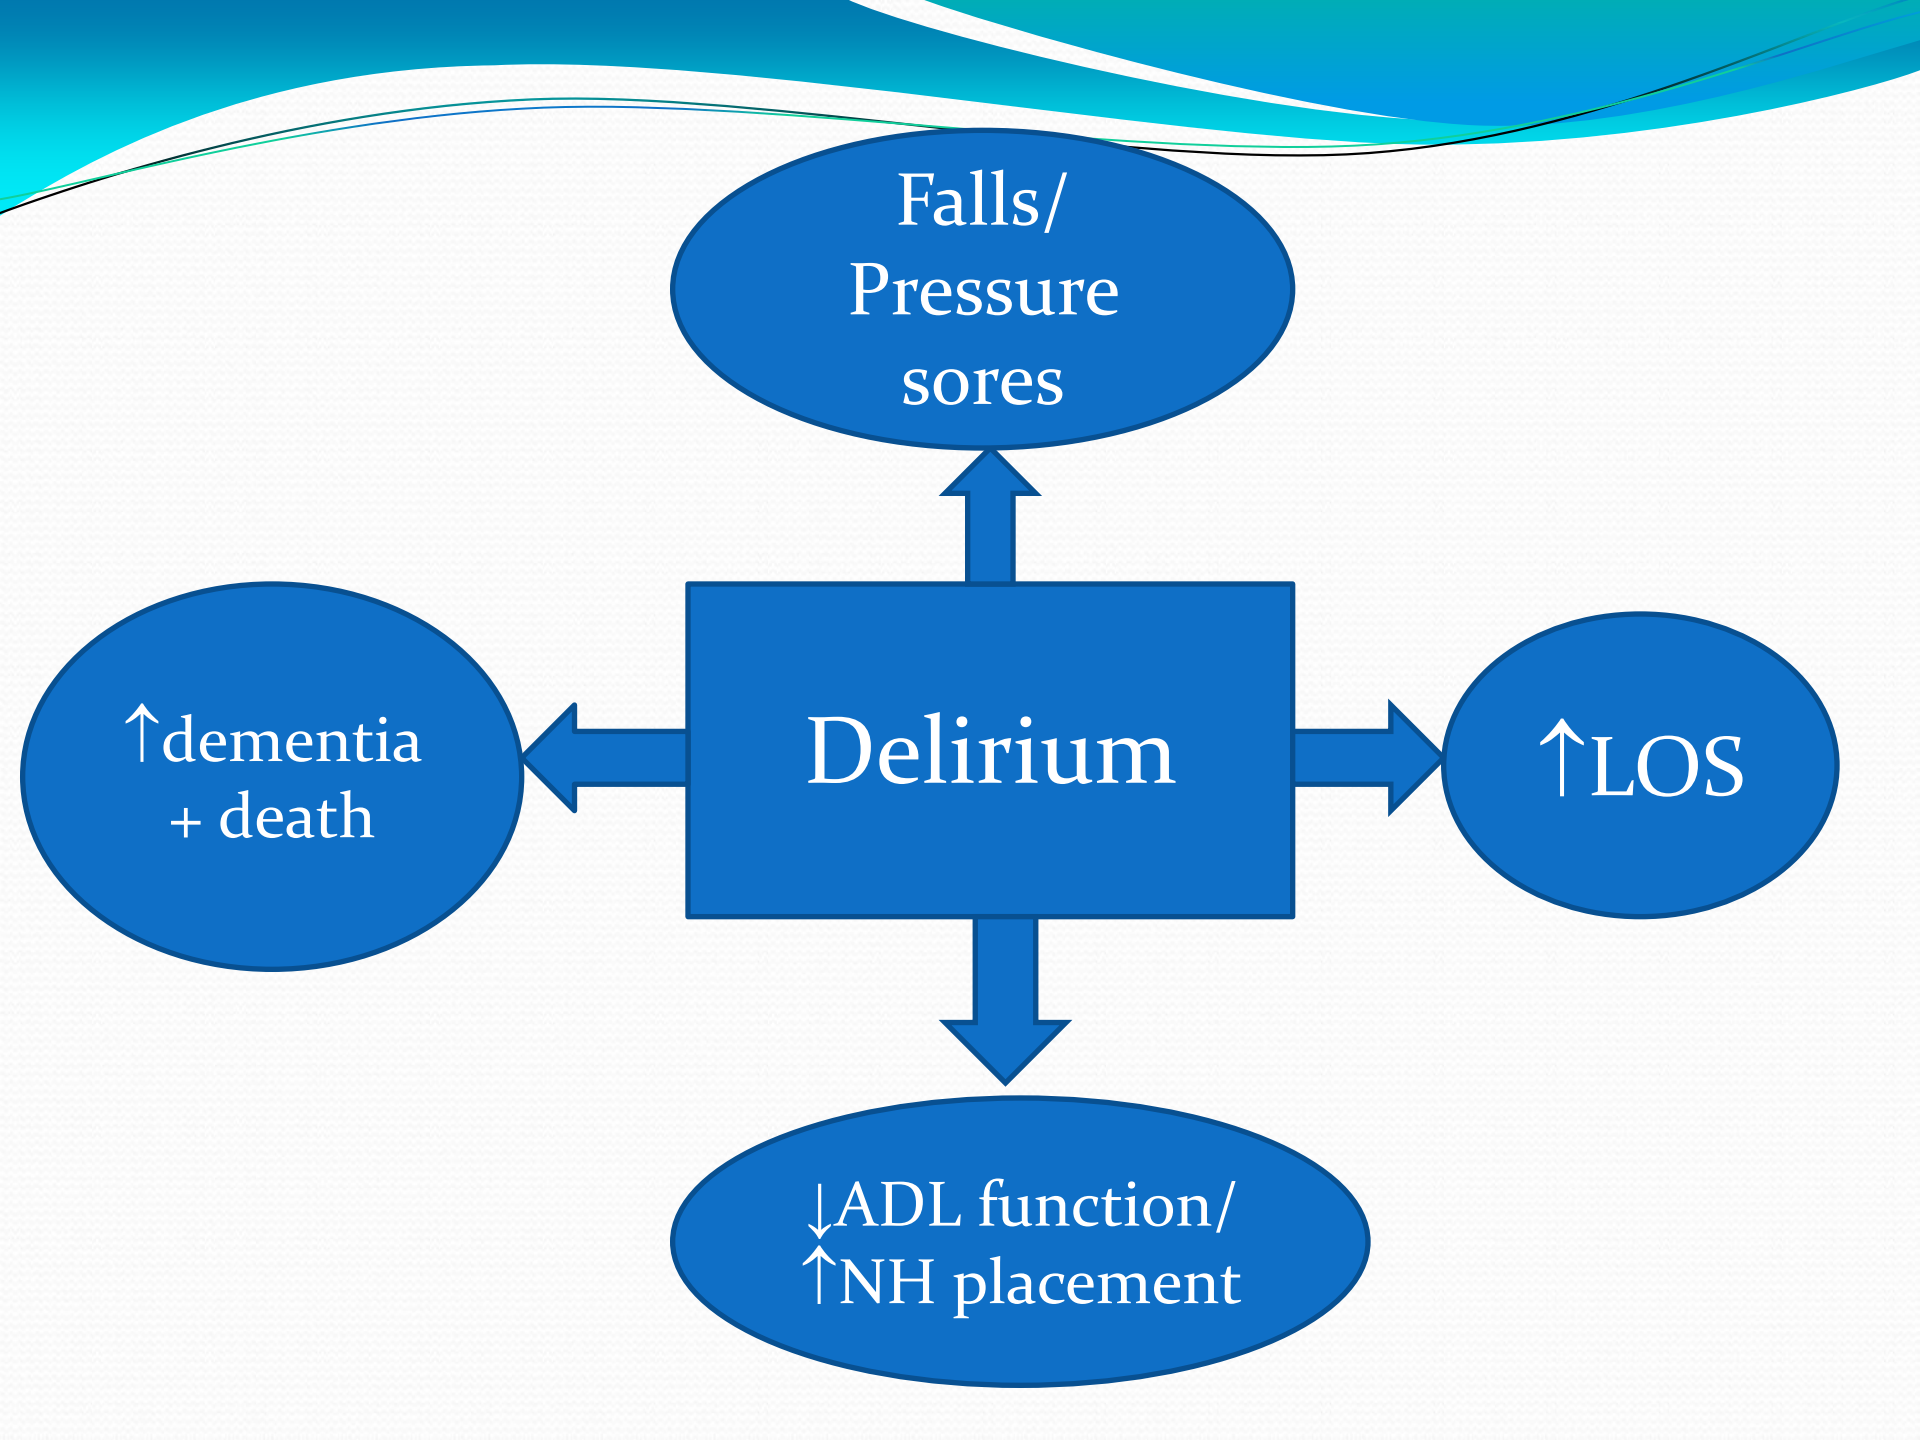 Falls/
Pressure
sores
↑dementia
+ death
Delirium
↑LOS
↓ADL function/
↑NH placement